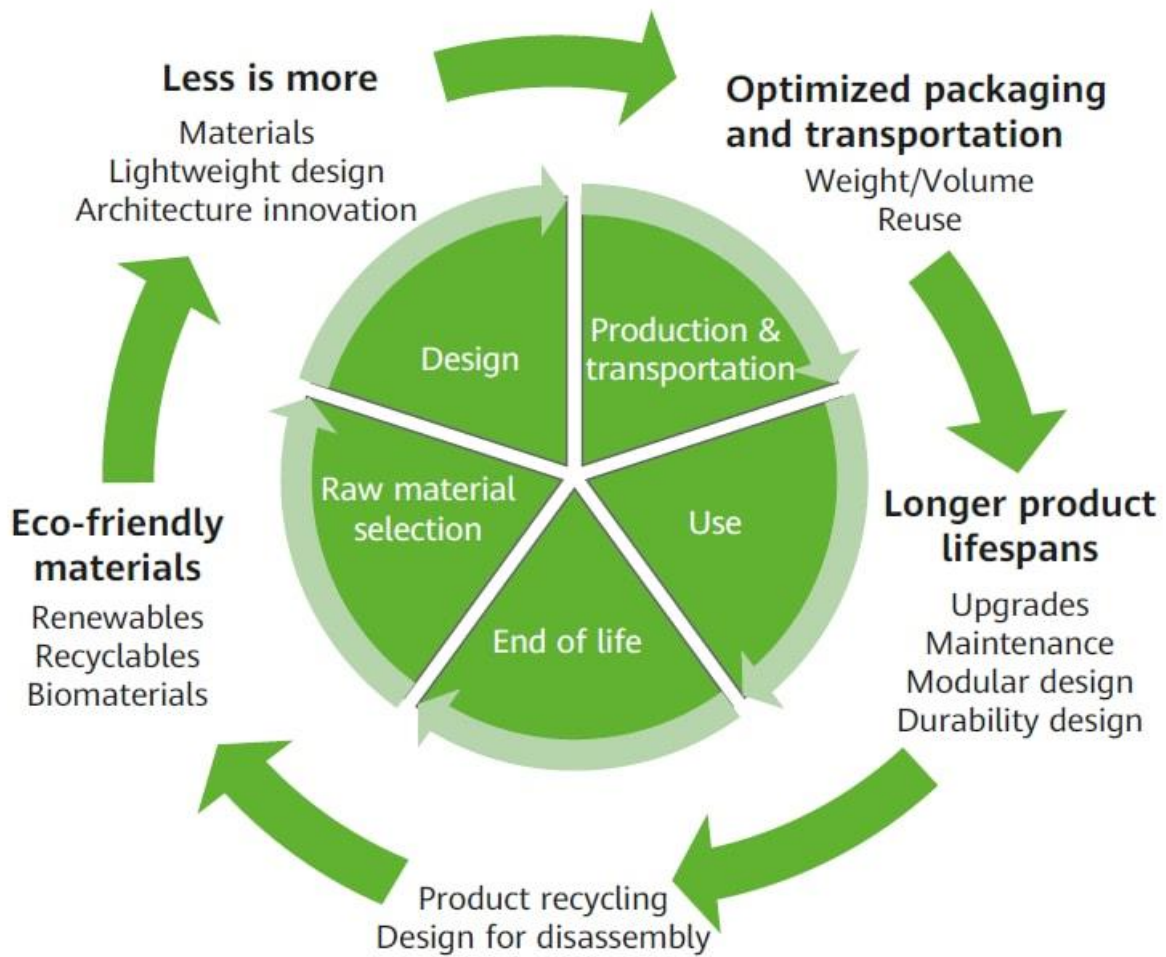 Less is more
Materials
Lightweight design
Architecture innovation
Optimized packaging
and transportation
Weight/Volume
Reuse
Design
Production &
transportation
Raw material
selection
Use
End of life
Eco-friendly
materials
Renewables
Recyclables
Biomaterials
Longer product
lifespans
Upgrades
Maintenance
Modular design
Durability design
Product recycling
Design for disassembly